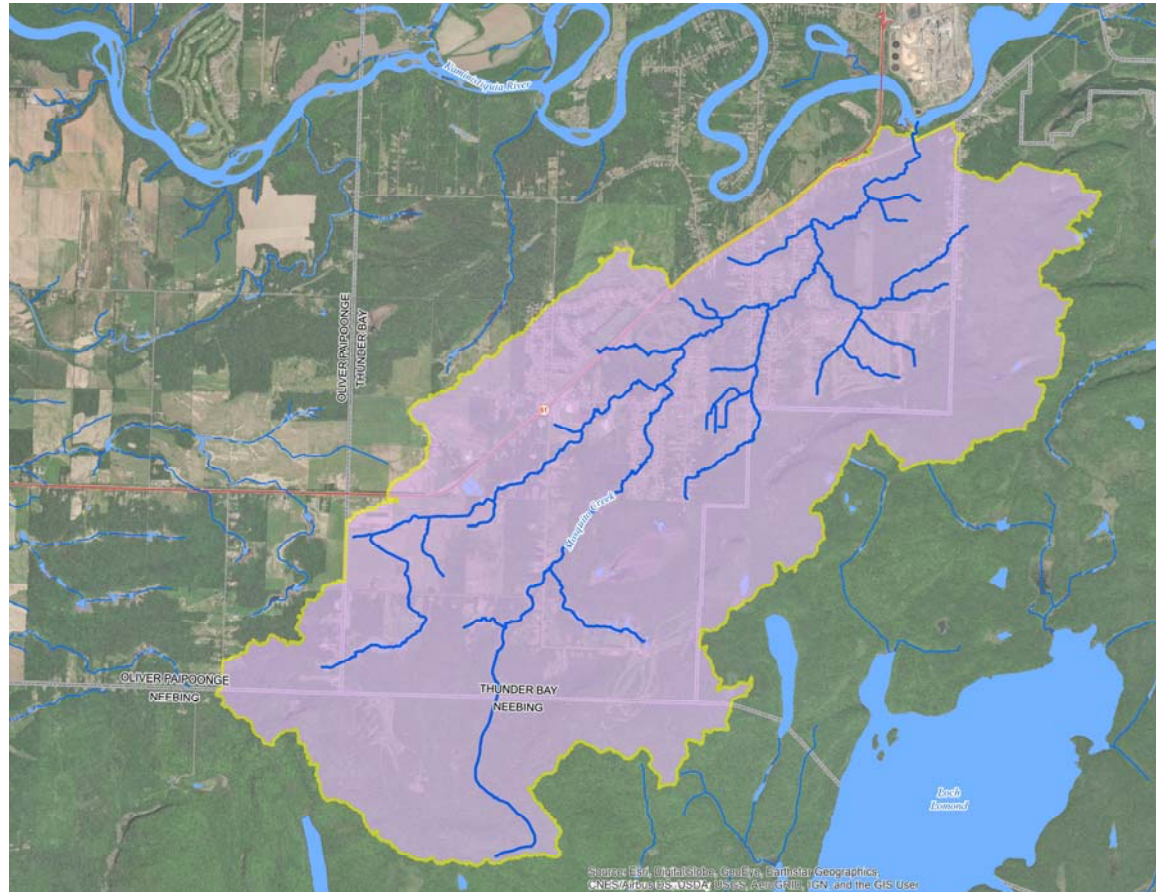 Kaministiquia River
OLIVER PAIPOONGE
THUNDER BAY
61
Mosquito Creek
OLIVER PAIPOONGE
NEEBING
THUNDER BAY
NEEBING
Loch
Lomond
Source: Esri, DigitalGlobe, GeoEye, Earthstar Geographics,
CNES/Airbus DS, USDA, USGS, AeroGRID, IGN, and the GIS User